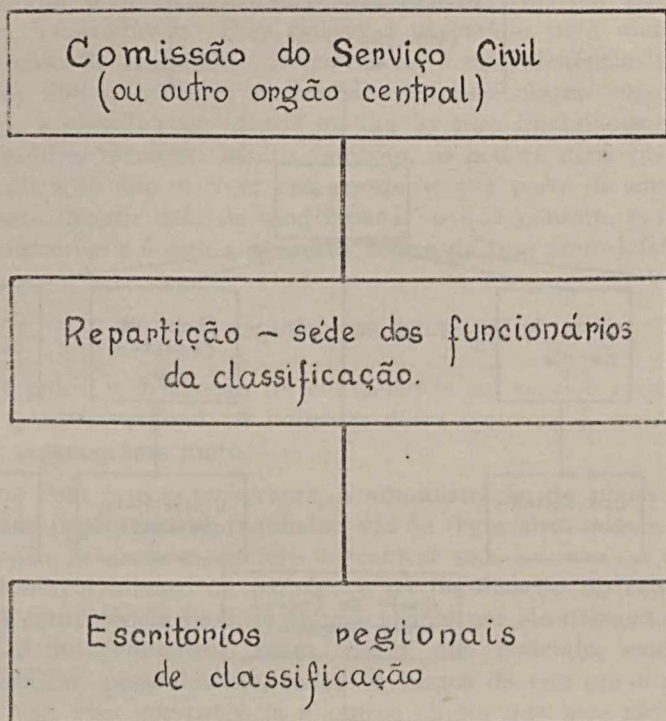 Comissão do Serviço Civil
(ou outro orgão central)
Repartição – sede dos funcionários
da classificação.
Escritórios regionais
de classificação